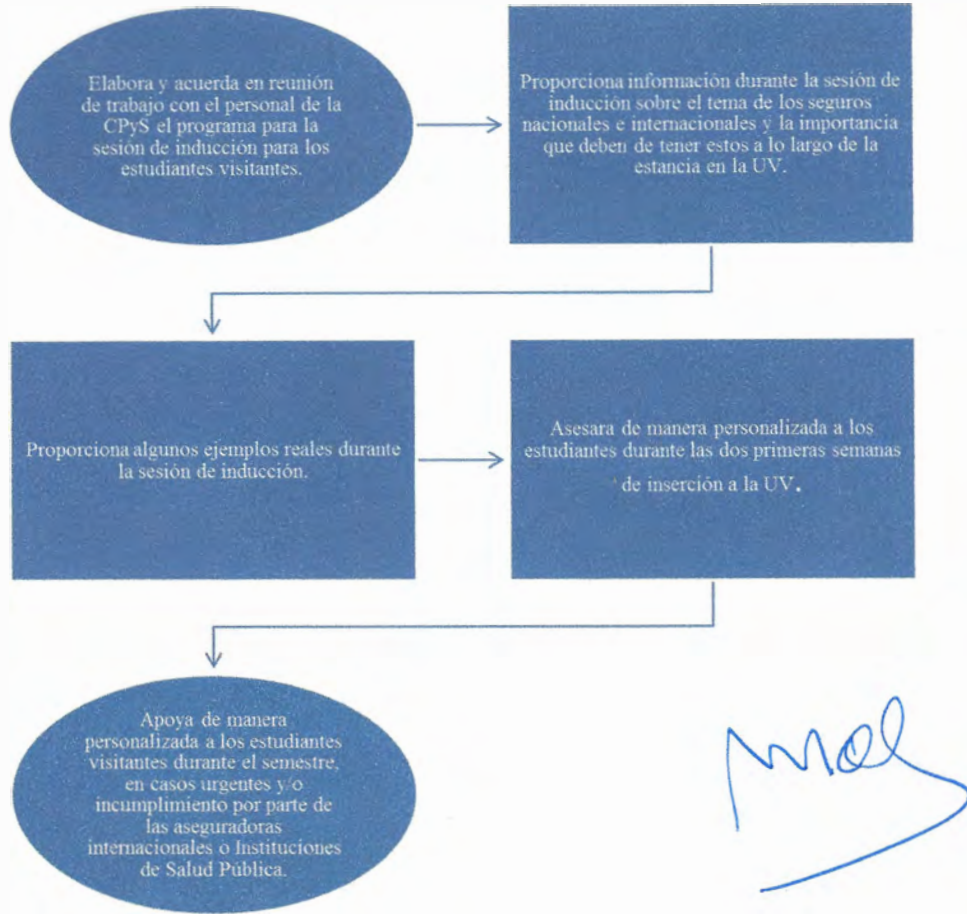 Elabora y acuerda en reunión
de trabajo con el personal de la
CPyS el programa para la
sesión de inducción para los
estudiantes visitantes.
Proporciona información durante la sesión de
inducción sobre el tema de los seguros
nacionales e internacionales y la importancia
que deben de tener estos a lo largo de la
estancia en la UV.
Proporciona algunos ejemplos reales durante
la sesión de inducción.
Asesara de manera personalizada a los
estudiantes durante las dos primeras semanas
de inserción a la UV.
Apoya de manera
personalizada a los estudiantes
visitantes durante el semestre,
en casos urgentes y/o
incumplimiento por parte de
las aseguradoras
internacionales o Instituciones
de Salud Pública.